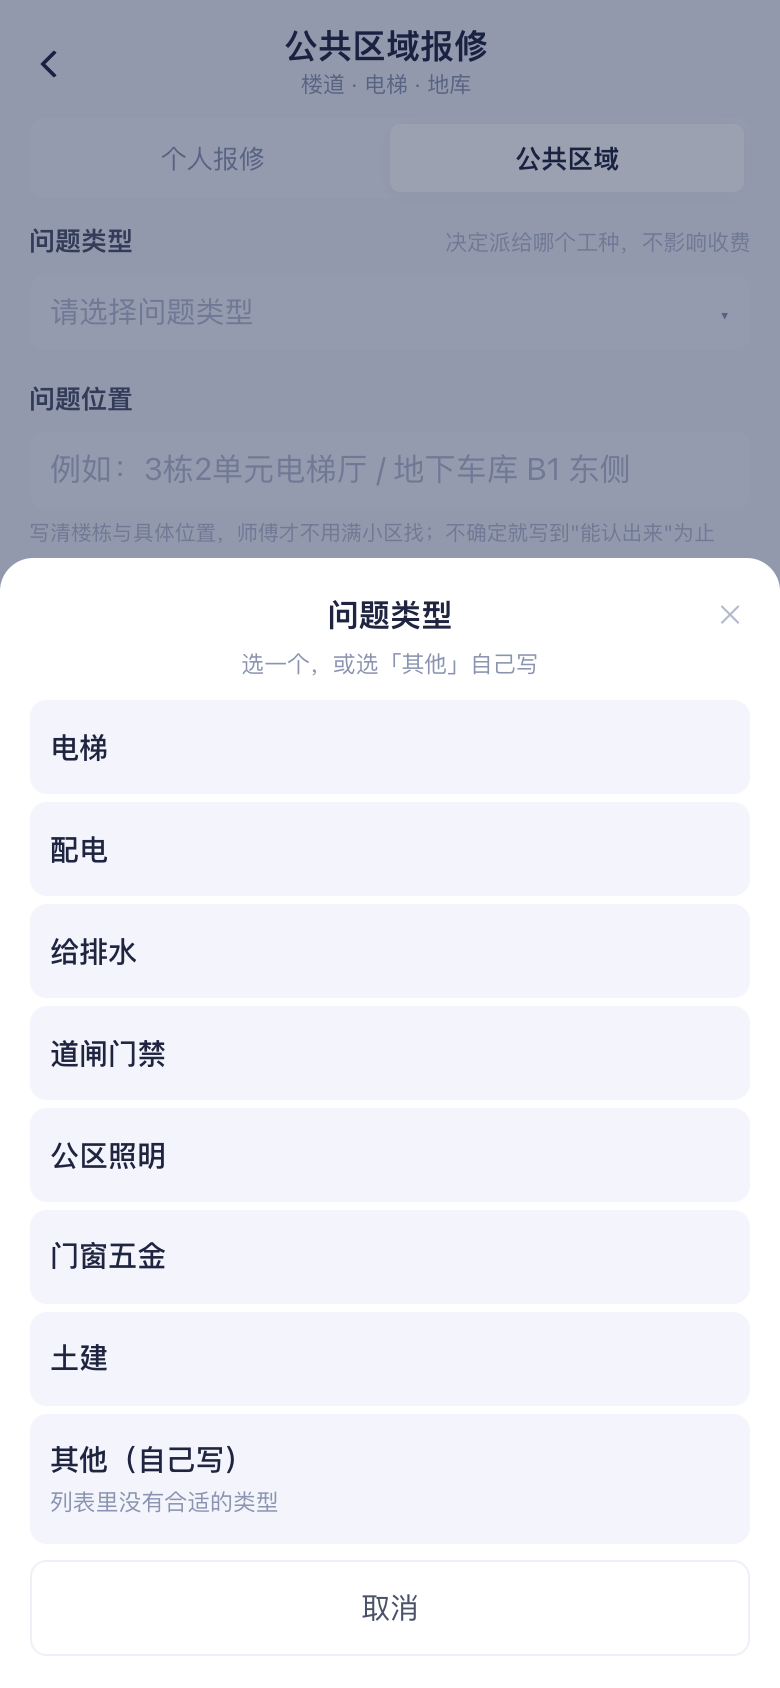 公共区域报修
楼道 · 电梯 · 地库
个人报修
公共区域
问题类型
决定派给哪个工种，不影响收费
请选择问题类型
问题位置
例如：3栋2单元电梯厅 / 地下车库 B1 东侧
写清楼栋与具体位置，师傅才不用满小区找；不确定就写到"能认出来"为止
问题类型
选一个，或选「其他」自己写
电梯
配电
给排水
道闸门禁
公区照明
门窗五金
土建
其他（自己写）
列表里没有合适的类型
取消